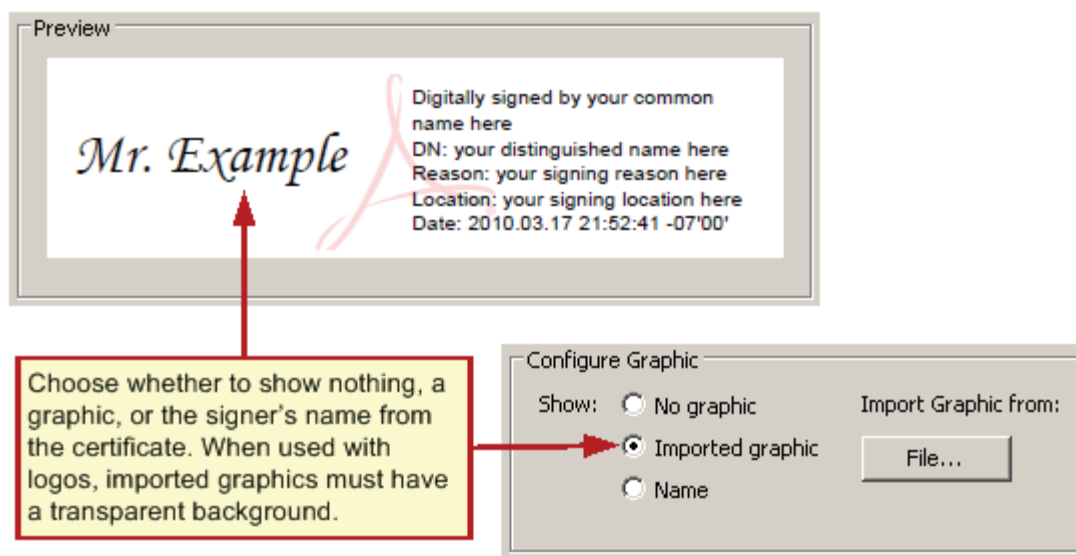 Preview
Mr. Example
Digitally signed by your common
name here
DN: your distinguished name here
Reason: your signing reason here
Location: your signing location here
Date: 2010.03.17 21:52:41 -07'00'
Choose whether to show nothing, a
graphic, or the signer's name from
the certificate. When used with
logos, imported graphics must have
a transparent background.
Configure Graphic
Show: No graphic
Imported graphic
Name
Import Graphic from:
File...